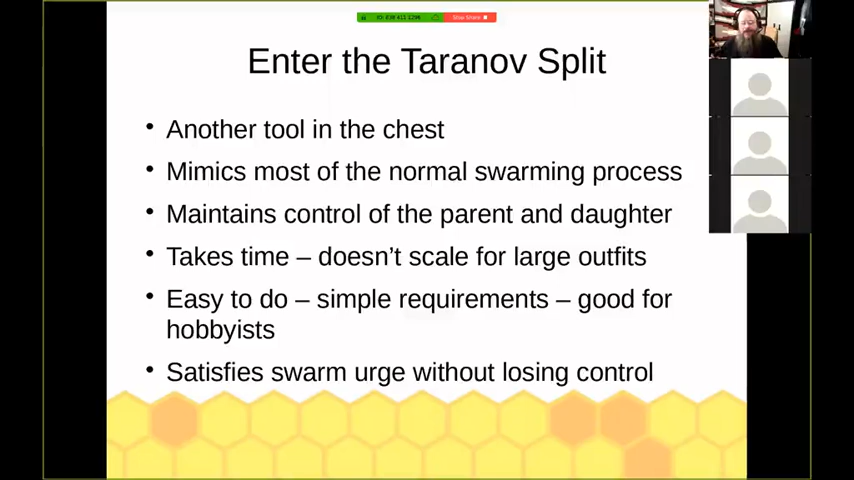 Enter the Taranov Split
• Another tool in the chest
• Mimics most of the normal swarming process
• Maintains control of the parent and daughter
• Takes time – doesn’t scale for large outfits
• Easy to do – simple requirements – good for
hobbyists
• Satisfies swarm urge without losing control
Stop Share